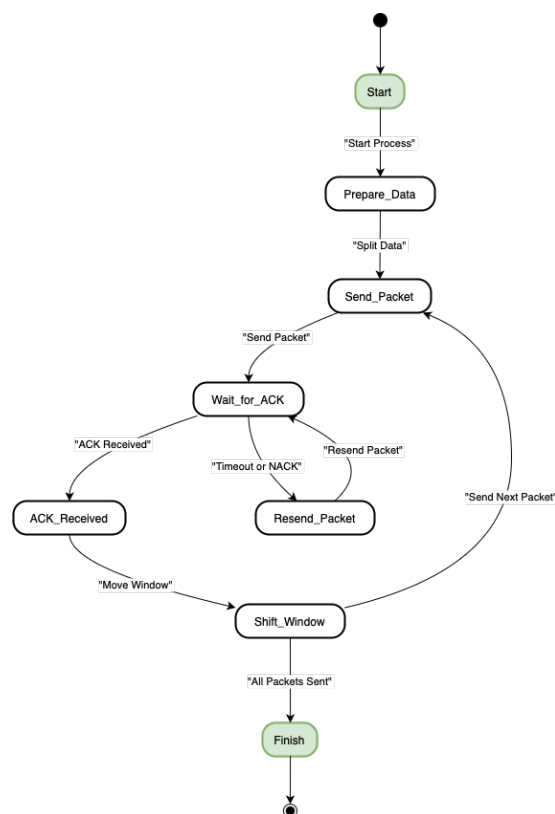 Start
"Start Process"
Prepare_Data
"Split Data"
Send_Packet
"Send Packet"
Wait_for_ACK
"ACK Received"
"Resend Packet"
"Timeout or NACK"
"Send Next Packet"
ACK_Received
Resend_Packet
"Move Window"
Shift_Window
"All Packets Sent"
Finish